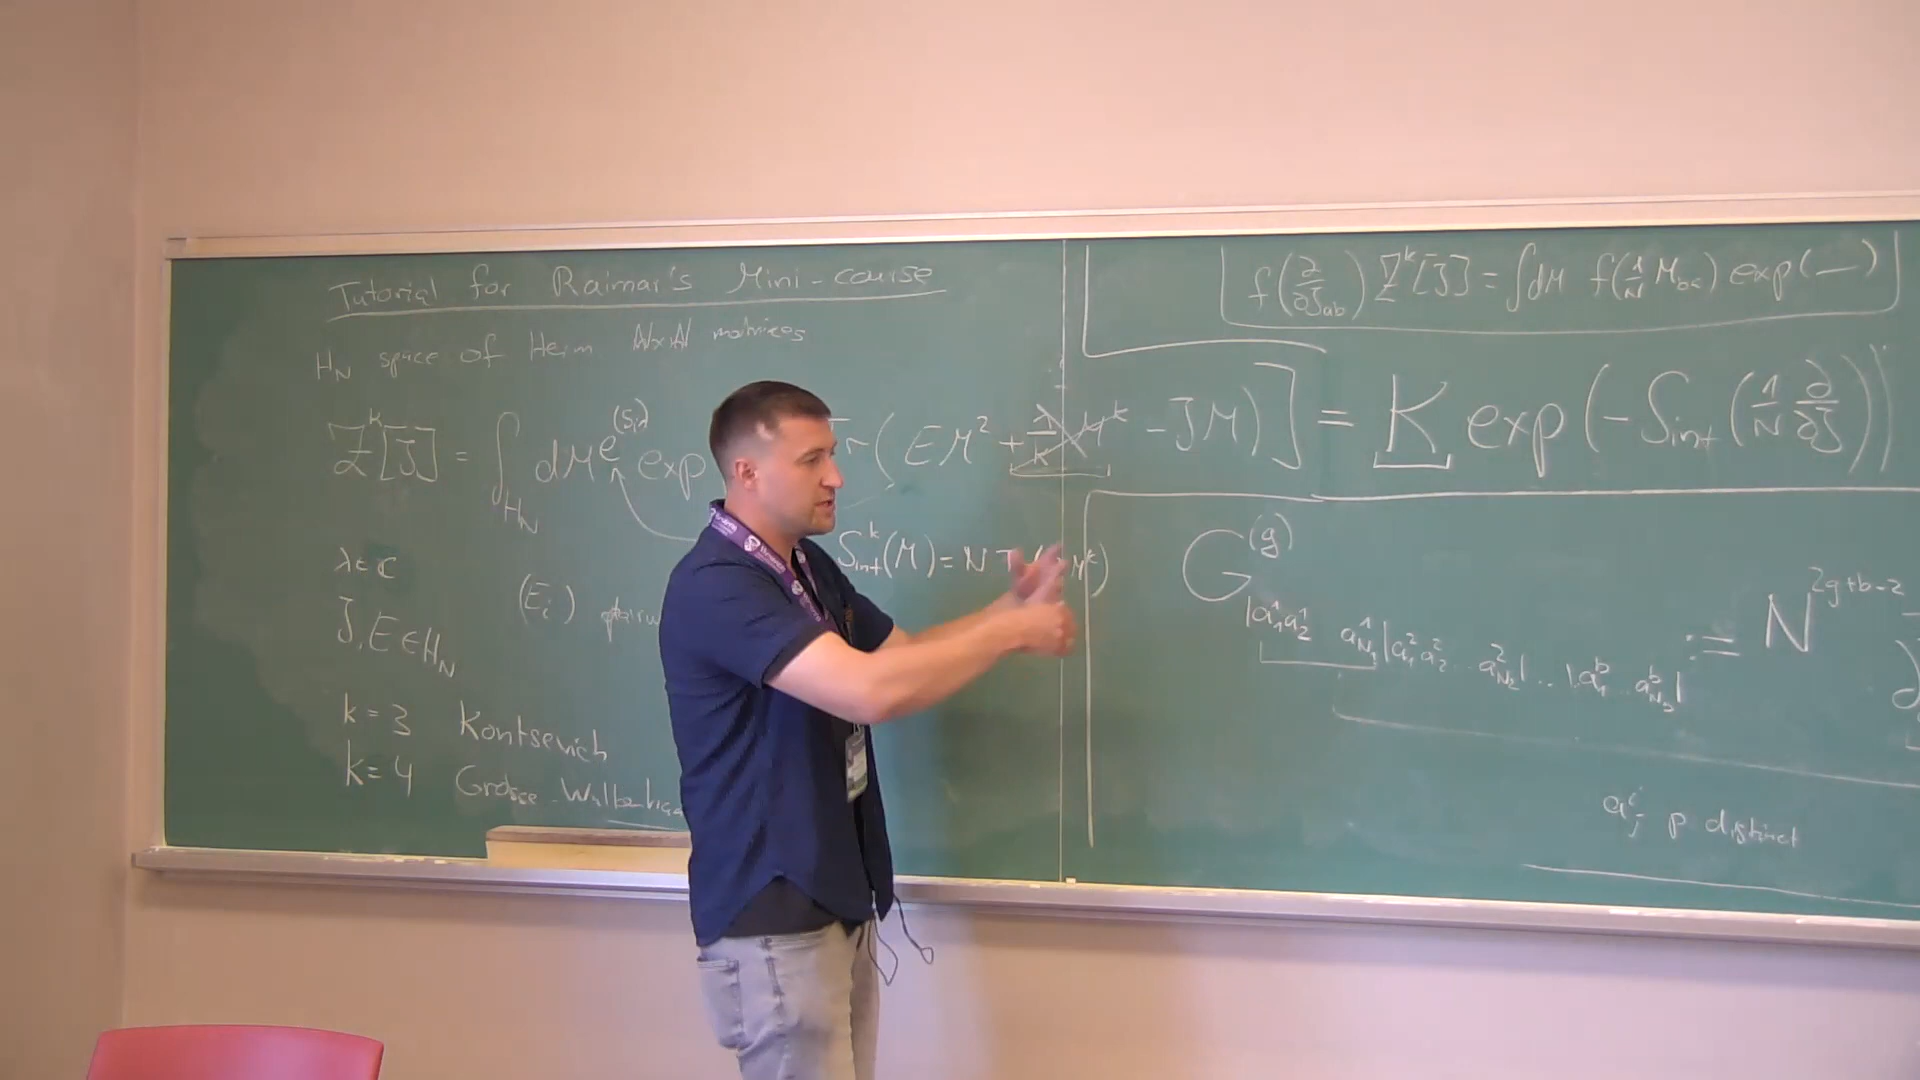 Tutorial for Raimar's Mini-course
H_N space of Herm. N×N matrices
Z^k[J] = ∫_{H_N} dM e^{(S_int} exp Tr(EM² + λ/k M^k - JM)] = K exp(-S_int(1/N ∂/∂J))
S^k_int(M) = N M^k)
λ∈ℂ
J, E ∈ H_N (E_i)
k = 3 Kontsevich
k = 4 Grosse-Wulkenhaar
f(∂/∂J_ab) Z^k[J] = ∫dM f(1/N M_ba) exp(—)
G^{(g)}_{|a^1_1 a^1_2 a^1_{N_1}|a^2_1 a^2_2 .. a^2_{N_2}| .. |a^b_1 .. a^b_{N_b}|} := N^{2g+b-2}
a^i_j p distinct